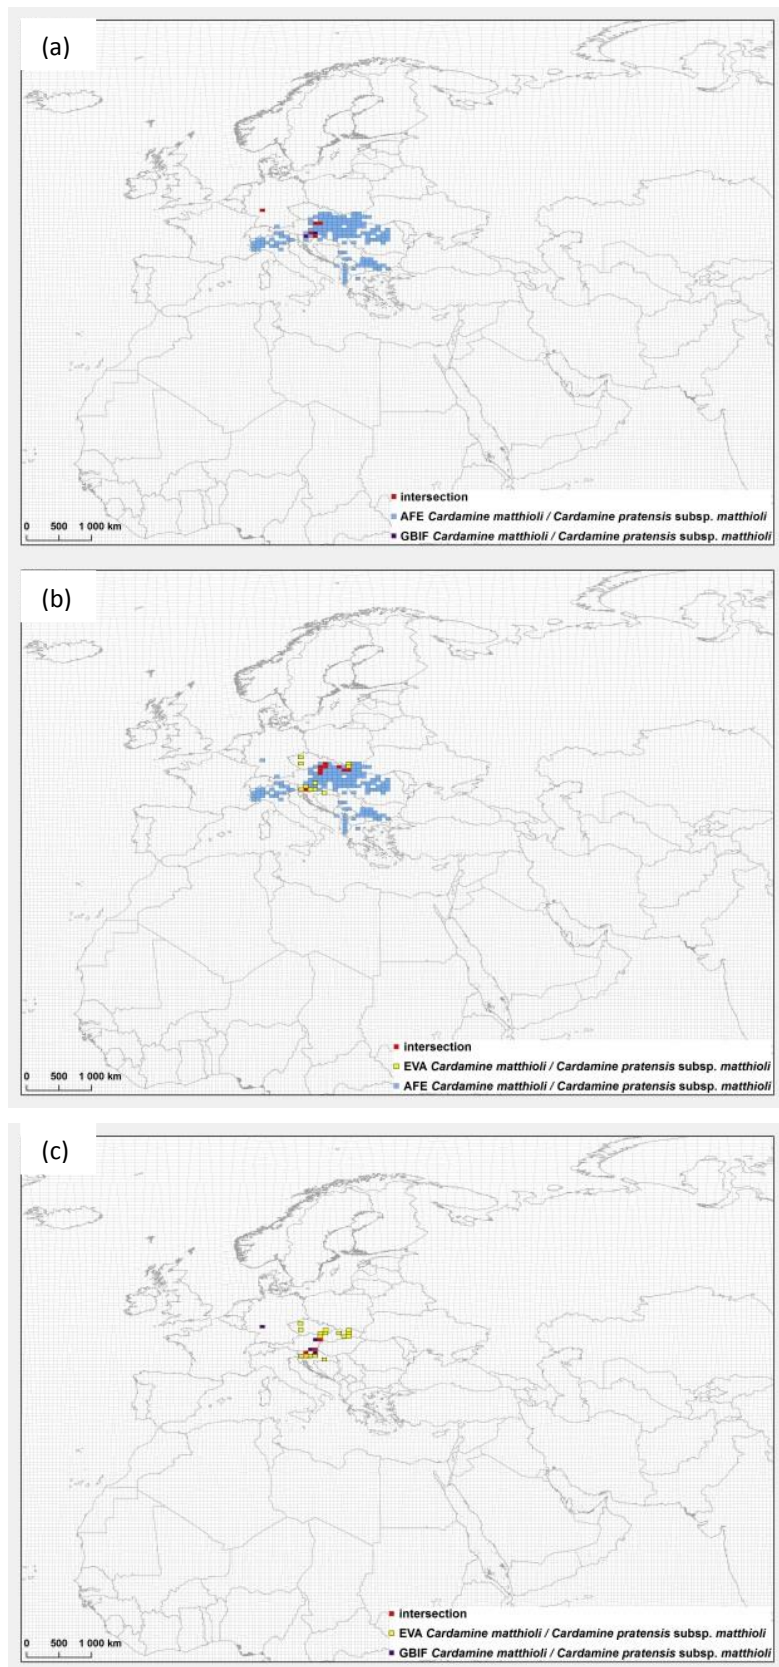 (a)
intersection
AFE Cardamine matthioli / Cardamine pratensis subsp. matthioli
GBIF Cardamine matthioli / Cardamine pratensis subsp. matthioli
0 500 1 000 km
(b)
intersection
EVA Cardamine matthioli / Cardamine pratensis subsp. matthioli
AFE Cardamine matthioli / Cardamine pratensis subsp. matthioli
0 500 1 000 km
(c)
intersection
EVA Cardamine matthioli / Cardamine pratensis subsp. matthioli
GBIF Cardamine matthioli / Cardamine pratensis subsp. matthioli
0 500 1 000 km